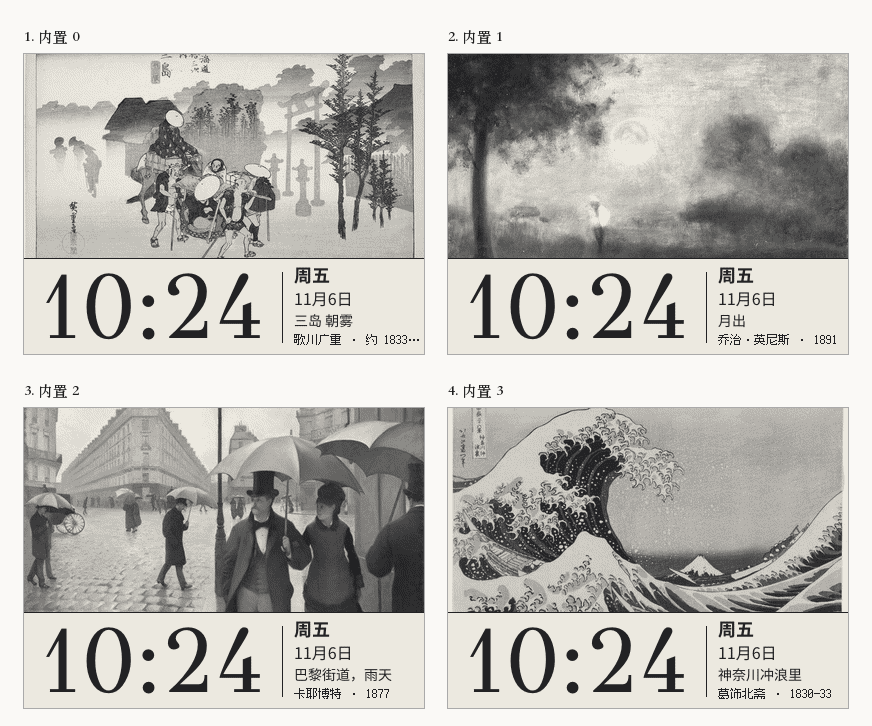 1. 内置 0
三島
10:24
周五
11月6日
三岛 朝雾
歌川广重 · 约 1833…
2. 内置 1
10:24
周五
11月6日
月出
乔治·英尼斯 · 1891
3. 内置 2
10:24
周五
11月6日
巴黎街道，雨天
卡耶博特 · 1877
4. 内置 3
10:24
周五
11月6日
神奈川冲浪里
葛饰北斋 · 1830-33